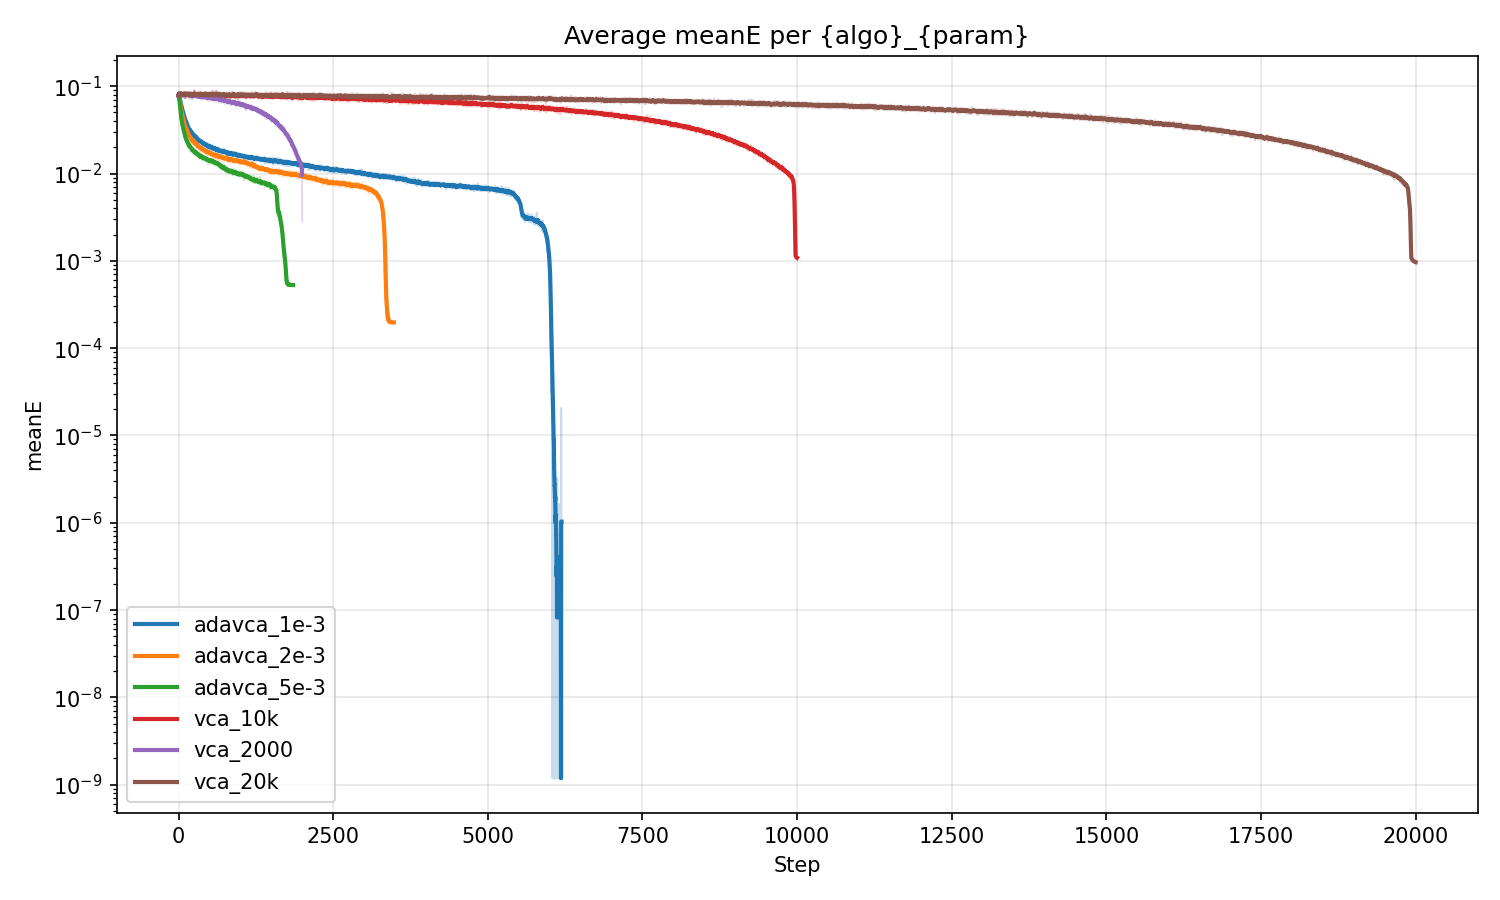 Average meanE per {algo}_{param}
meanE
10⁻¹
10⁻²
10⁻³
10⁻⁴
10⁻⁵
10⁻⁶
10⁻⁷
10⁻⁸
10⁻⁹
adavca_1e-3
adavca_2e-3
adavca_5e-3
vca_10k
vca_2000
vca_20k
0 2500 5000 7500 10000 12500 15000 17500 20000
Step